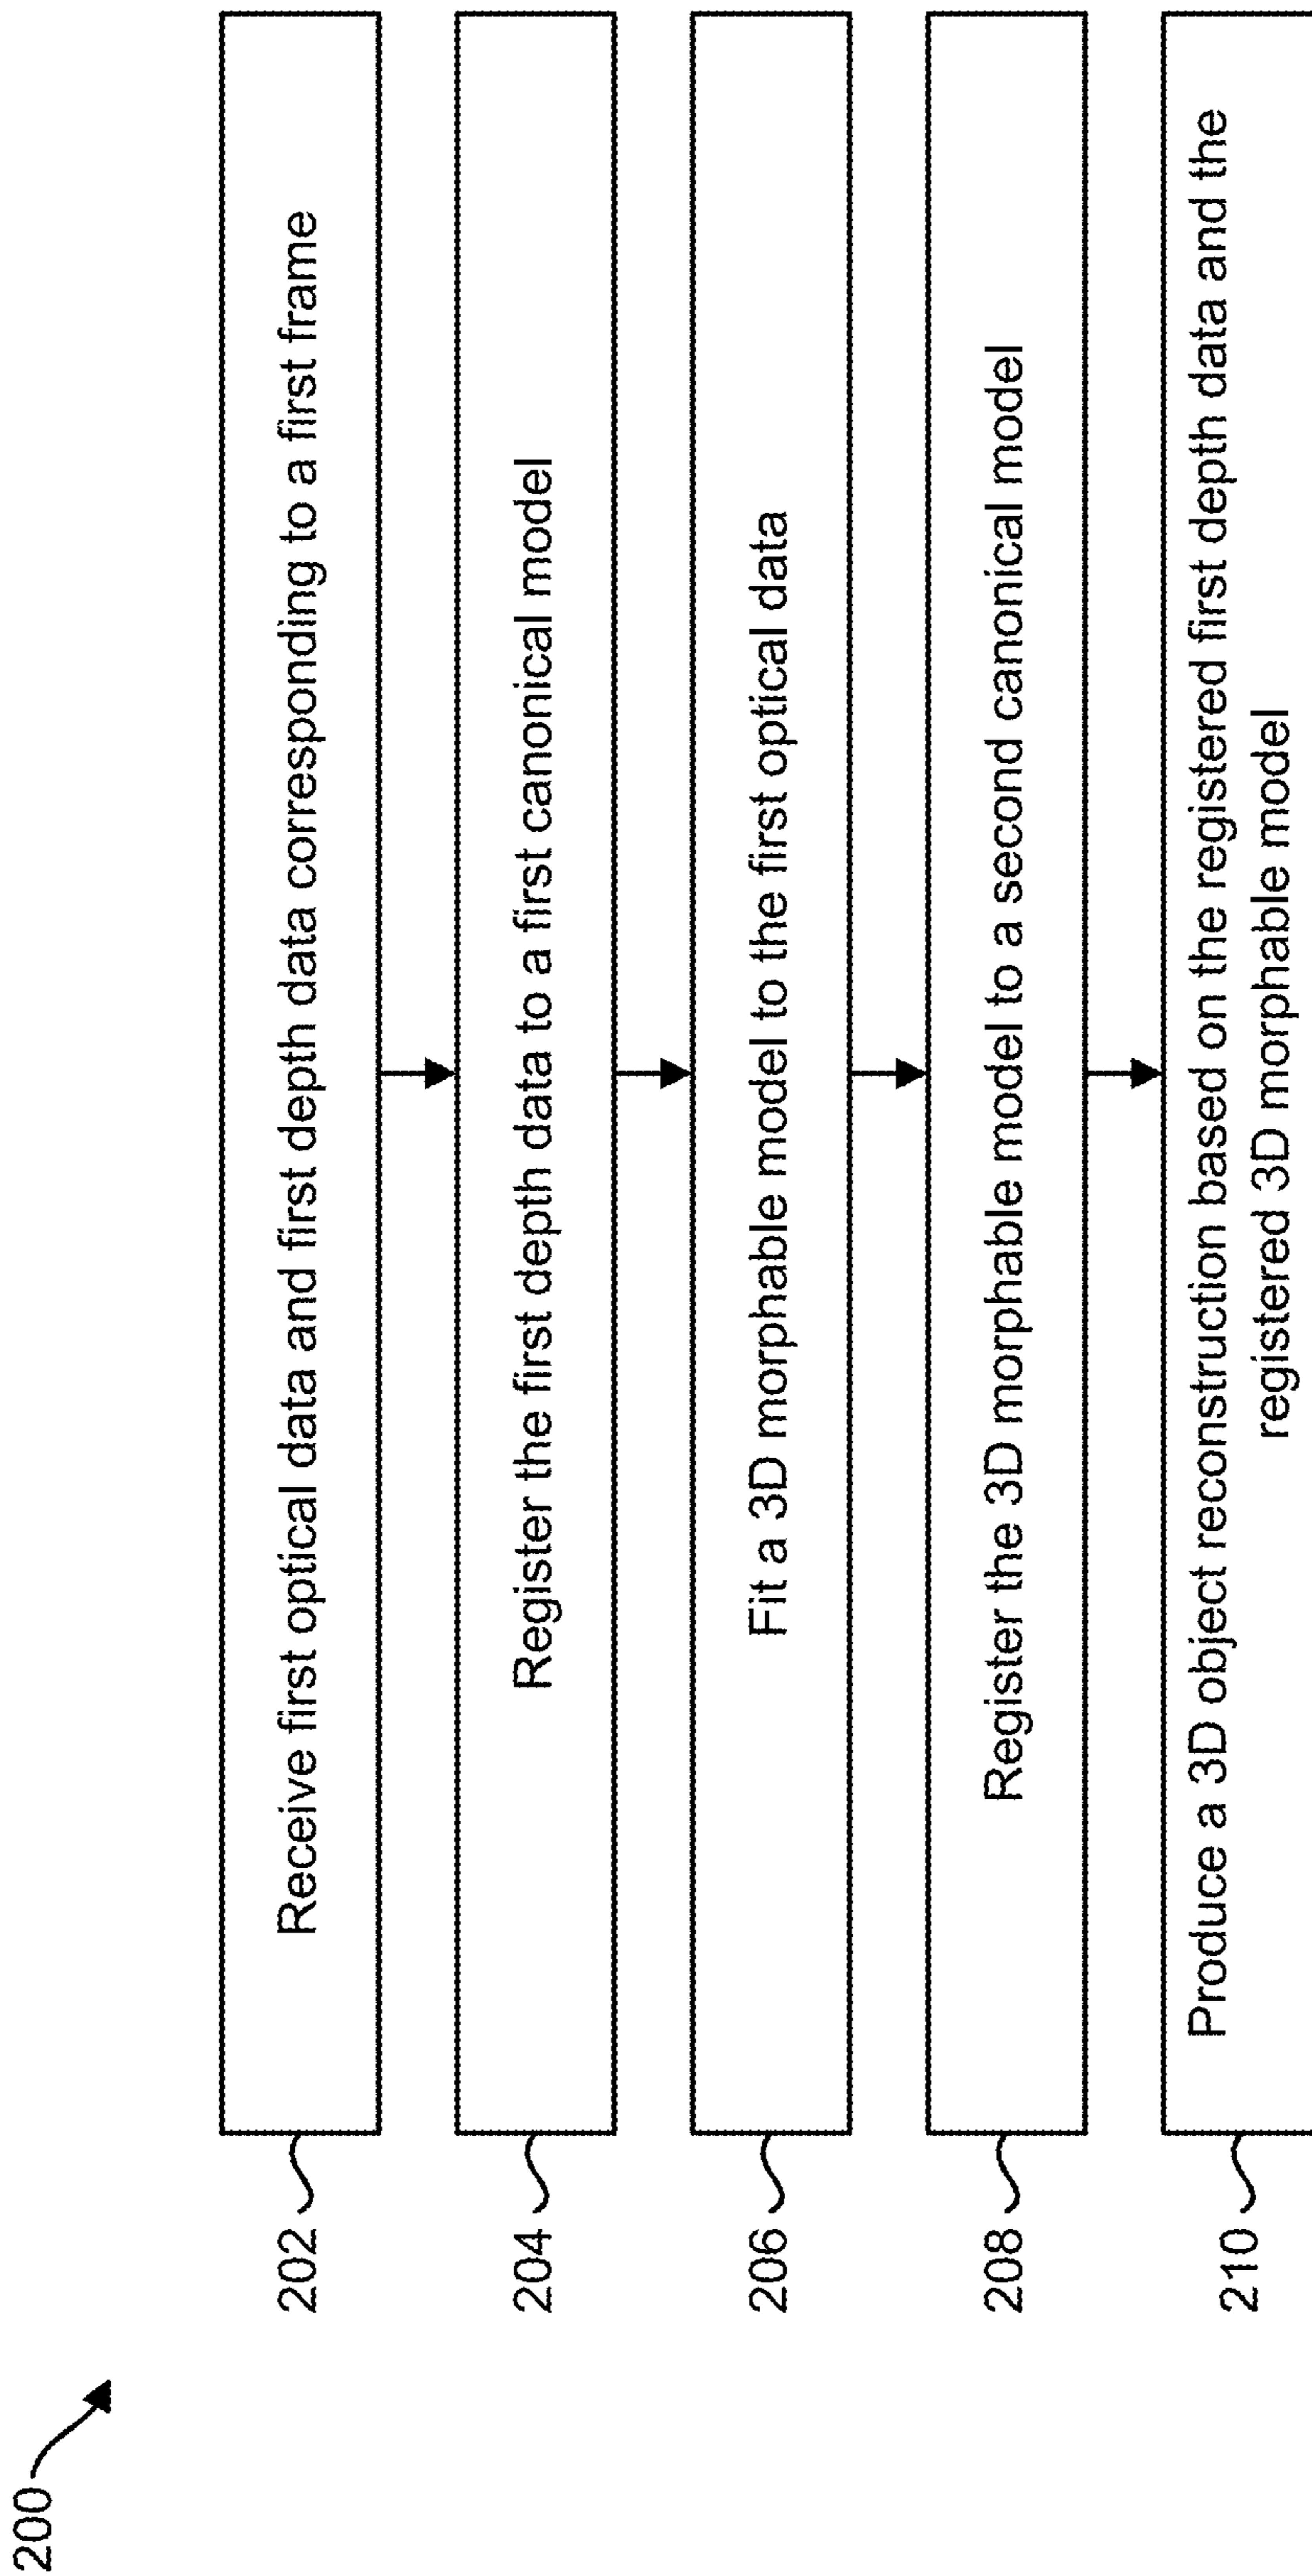 200
202
Receive first optical data and first depth data corresponding to a first frame
204
Register the first depth data to a first canonical model
206
Fit a 3D morphable model to the first optical data
208
Register the 3D morphable model to a second canonical model
210
Produce a 3D object reconstruction based on the registered first depth data and the
registered 3D morphable model